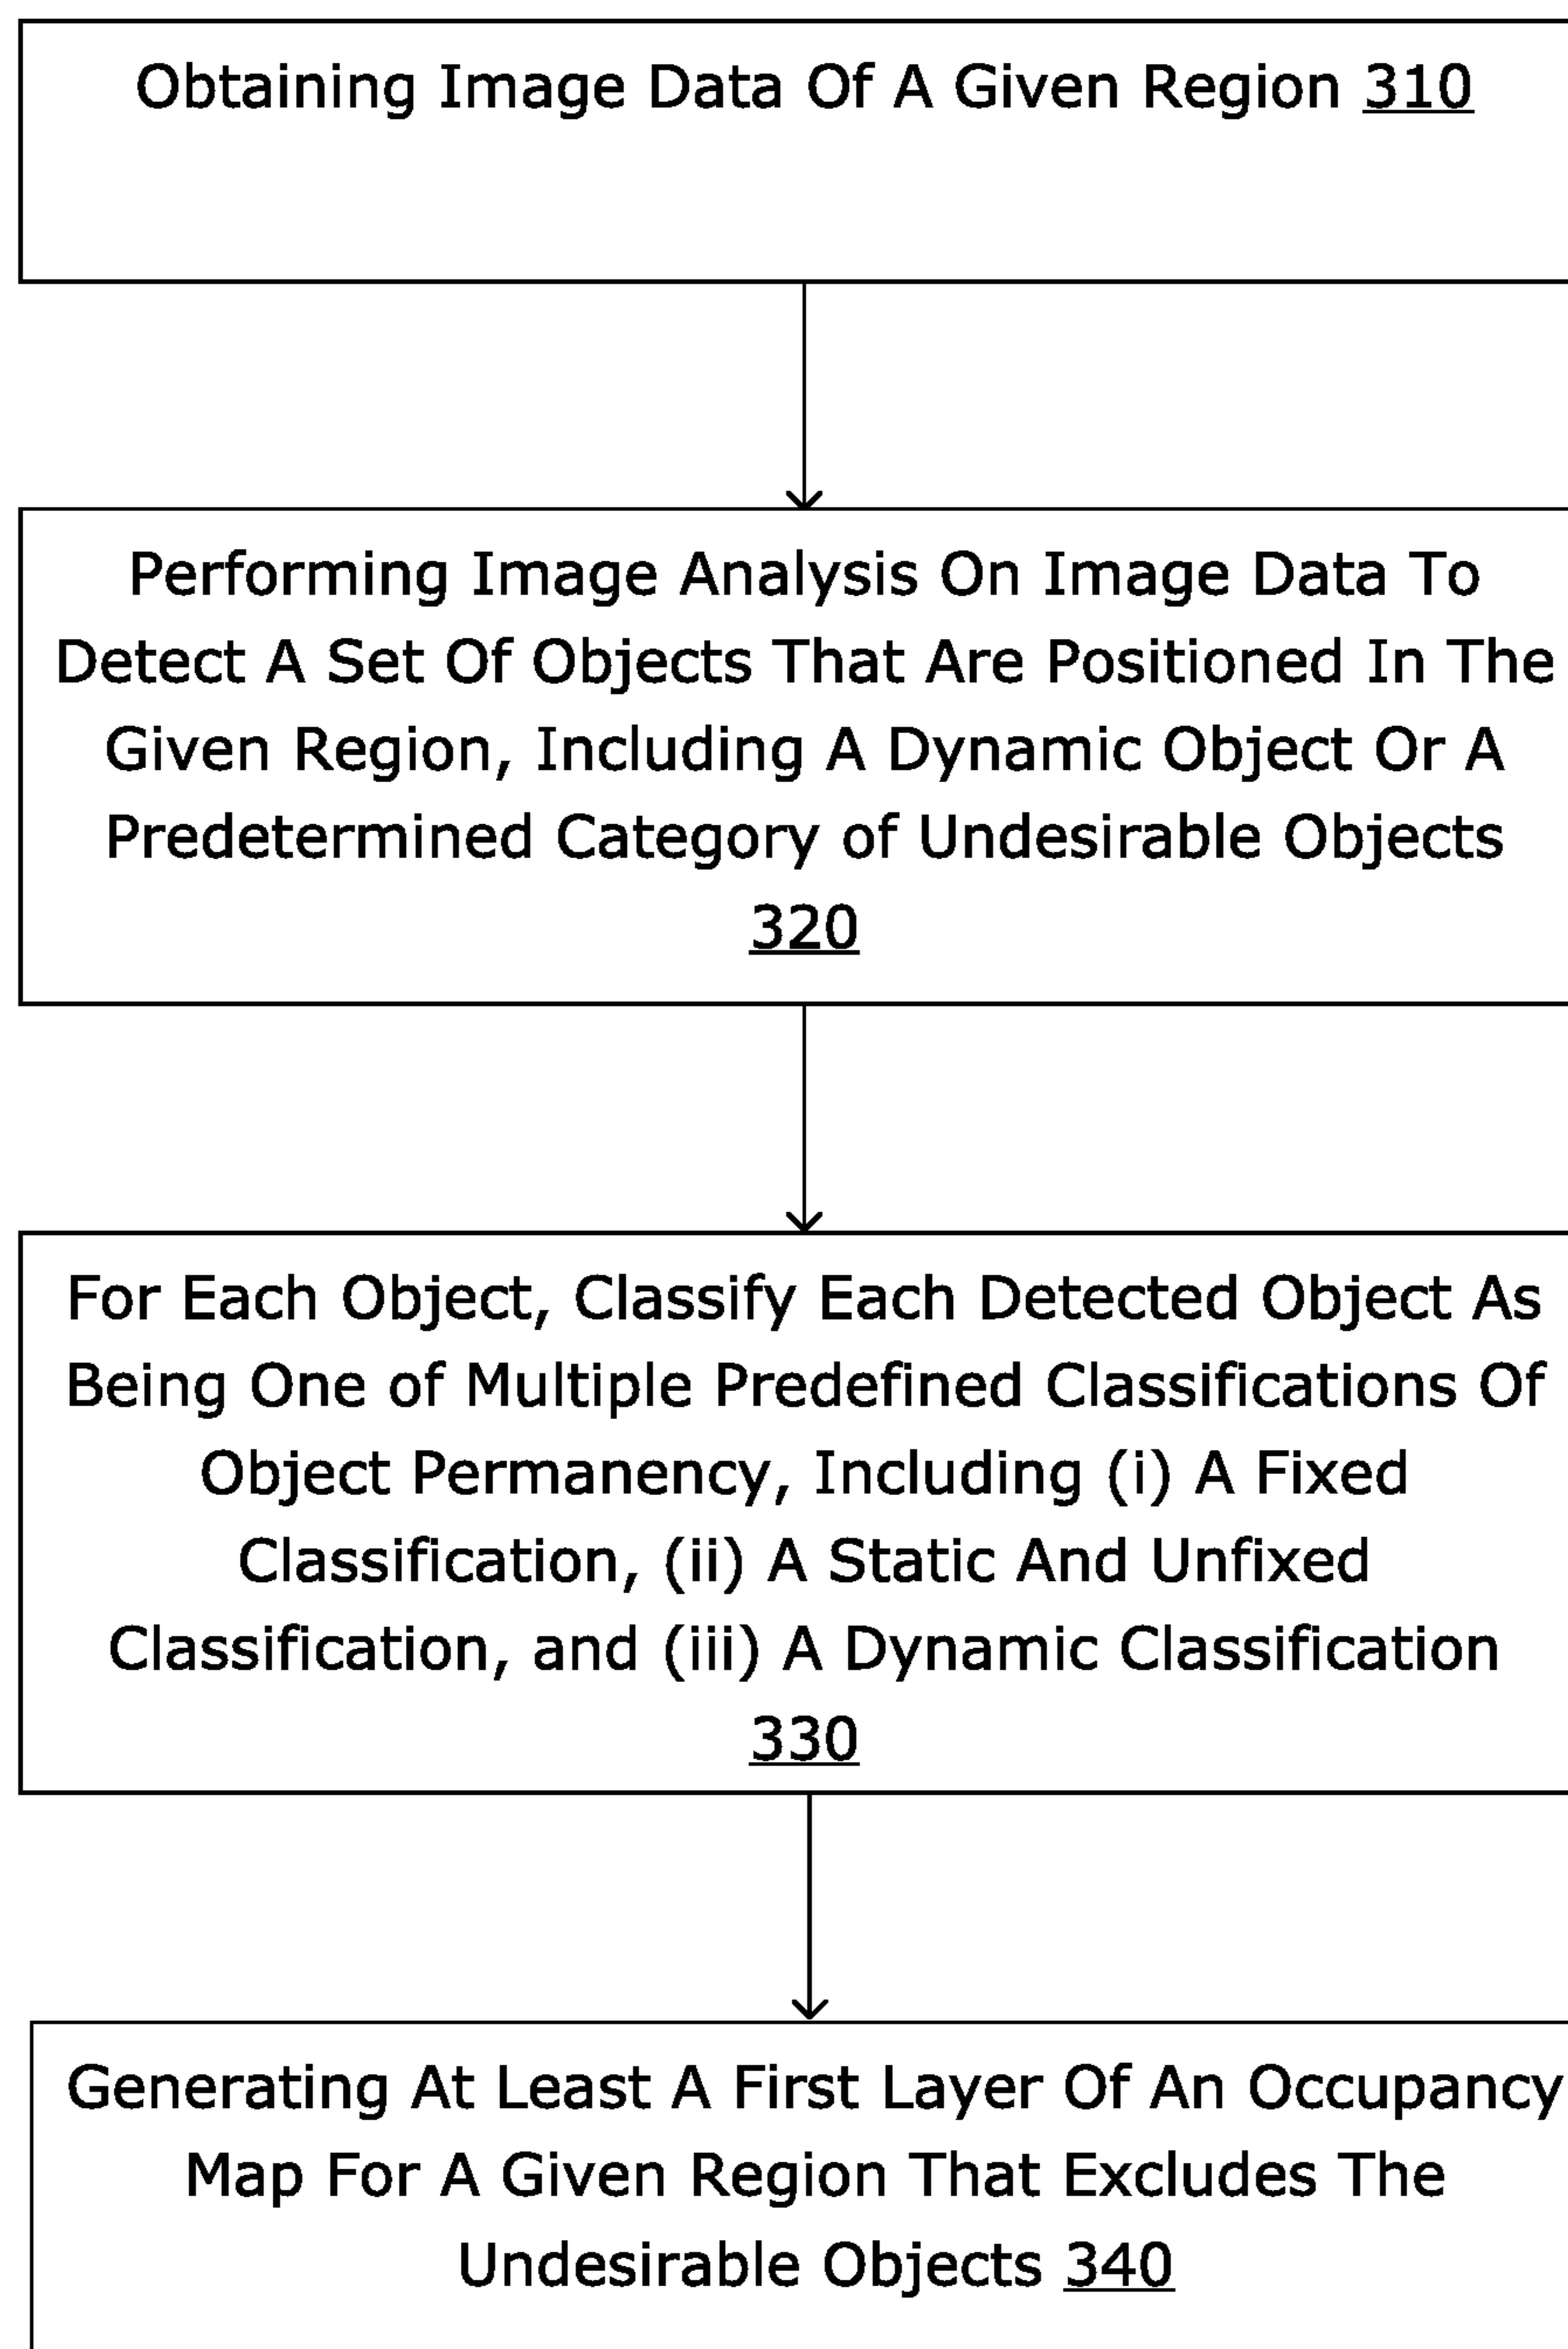 Obtaining Image Data Of A Given Region 310
Performing Image Analysis On Image Data To
Detect A Set Of Objects That Are Positioned In The
Given Region, Including A Dynamic Object Or A
Predetermined Category of Undesirable Objects
320
For Each Object, Classify Each Detected Object As
Being One of Multiple Predefined Classifications Of
Object Permanency, Including (i) A Fixed
Classification, (ii) A Static And Unfixed
Classification, and (iii) A Dynamic Classification
330
Generating At Least A First Layer Of An Occupancy
Map For A Given Region That Excludes The
Undesirable Objects 340